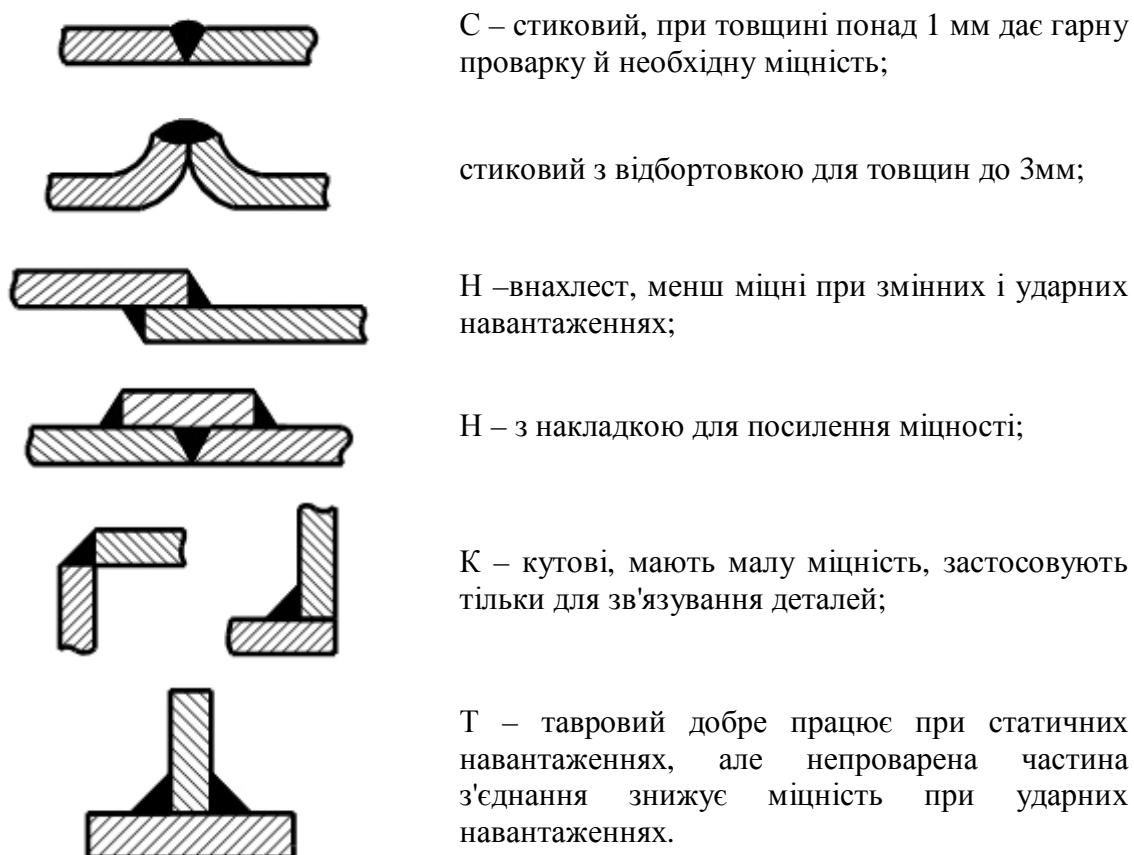 С – стиковий, при товщині понад 1 мм дає гарну
проварку й необхідну міцність;
стиковий з відбортовкою для товщин до 3мм;
Н –внахлест, менш міцні при змінних і ударних
навантаженнях;
Н – з накладкою для посилення міцності;
К – кутові, мають малу міцність, застосовують
тільки для зв'язування деталей;
Т – тавровий добре працює при статичних
навантаженнях, але непроварена частина
з'єднання знижує міцність при ударних
навантаженнях.